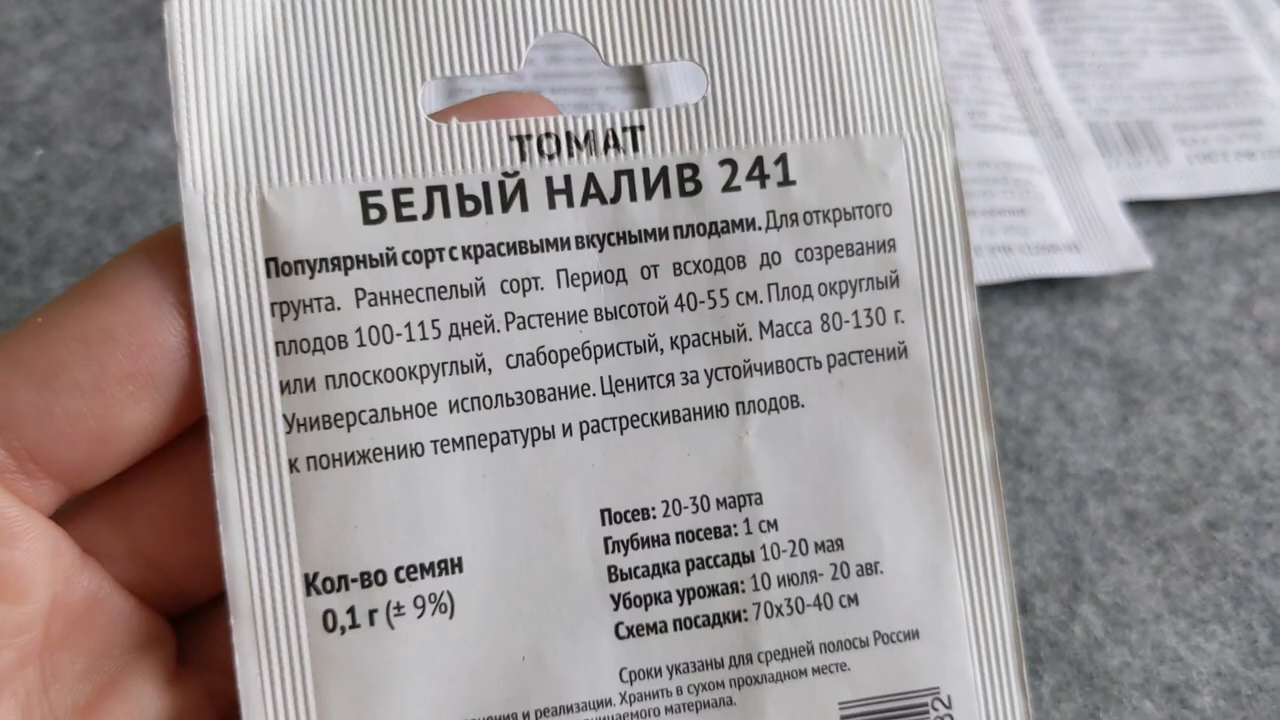 ТОМАТ
БЕЛЫЙ НАЛИВ 241
Популярный сорт с красивыми вкусными плодами. Для открытого
грунта. Раннеспелый сорт. Период от всходов до созревания
плодов 100-115 дней. Растение высотой 40-55 см. Плод округлый
или плоскоокруглый, слаборебристый, красный. Масса 80-130 г.
Универсальное использование. Ценится за устойчивость растений
к понижению температуры и растрескиванию плодов.
Кол-во семян
0,1 г (± 9%)
Посев: 20-30 марта
Глубина посева: 1 см
Высадка рассады 10-20 мая
Уборка урожая: 10 июля- 20 авг.
Схема посадки: 70х30-40 см
Сроки указаны для средней полосы России
и реализации. Хранить в сухом прохладном месте.
материала.